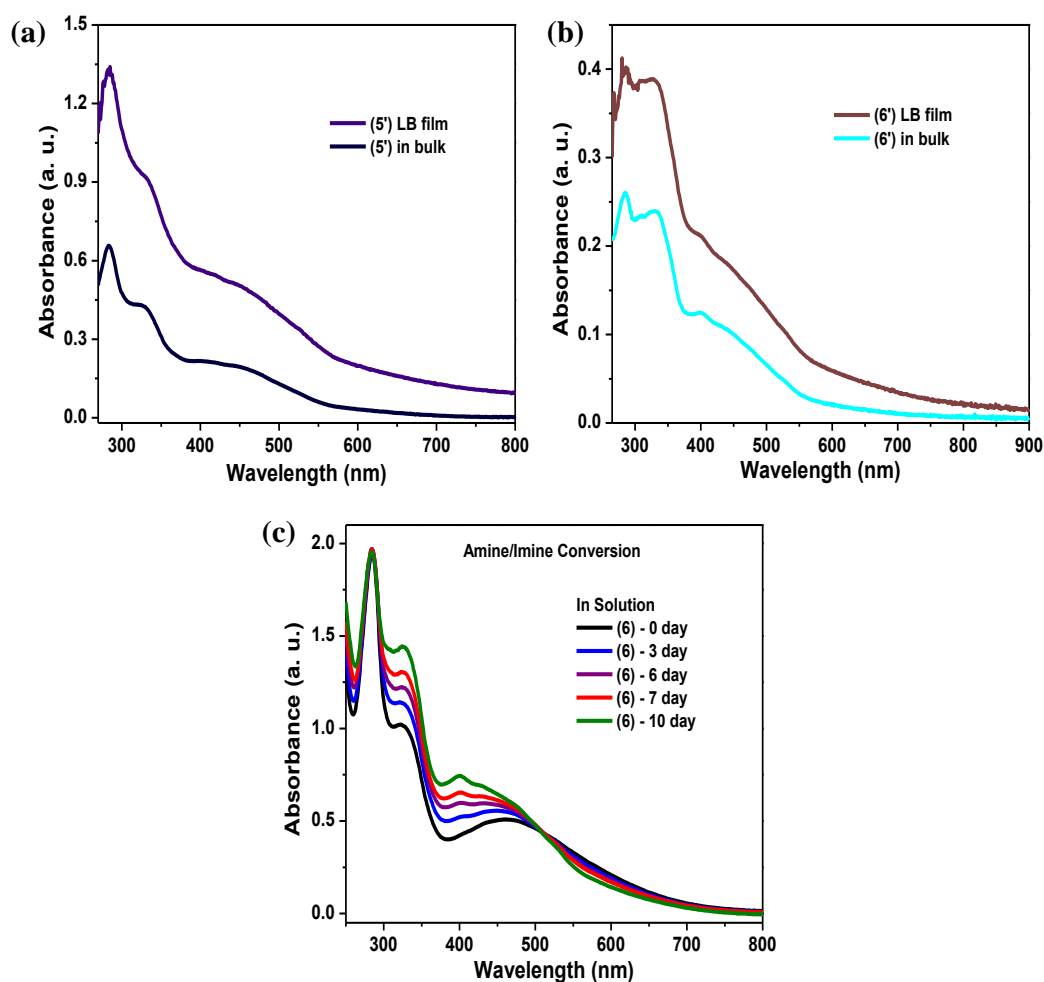 (a)
1.5
1.2
0.9
0.6
0.3
0.0
Absorbance (a. u.)
(5') LB film
(5') in bulk
300 400 500 600 700 800
Wavelength (nm)
(b)
0.4
0.3
0.2
0.1
0.0
Absorbance (a. u.)
(6') LB film
(6') in bulk
300 400 500 600 700 800 900
Wavelength (nm)
(c)
2.0
1.5
1.0
0.5
0.0
Absorbance (a. u.)
Amine/Imine Conversion
In Solution
(6) - 0 day
(6) - 3 day
(6) - 6 day
(6) - 7 day
(6) - 10 day
300 400 500 600 700 800
Wavelength (nm)